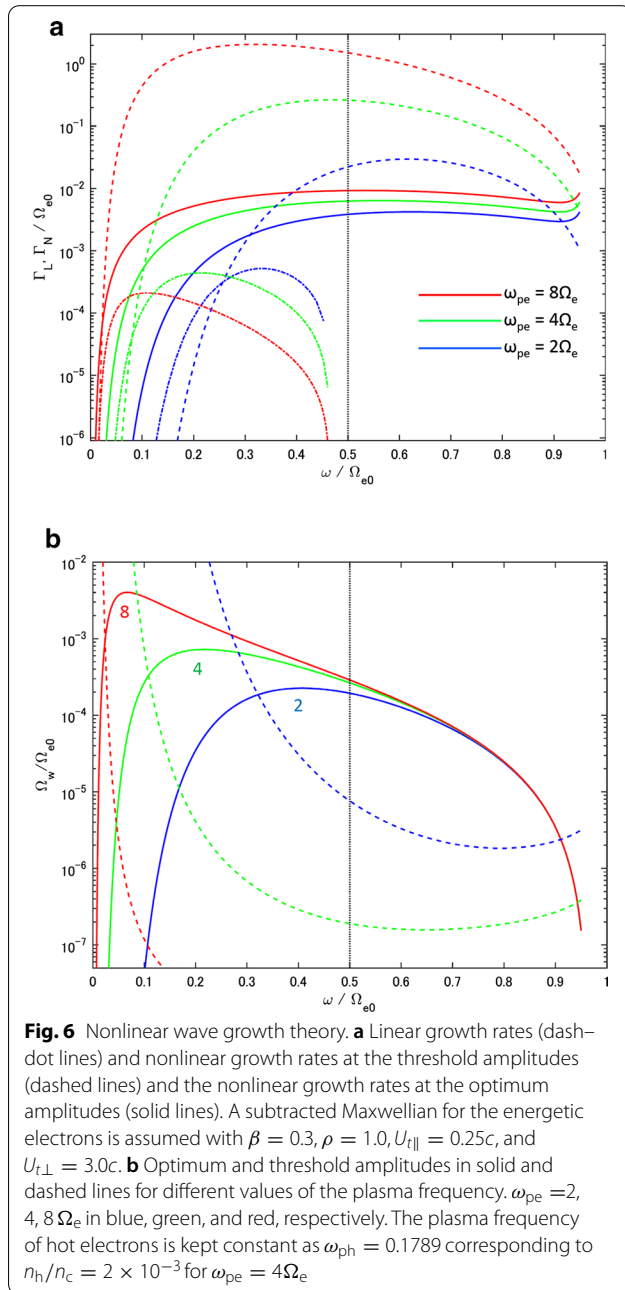 a
Γ_L, Γ_N / Ω_e0
10^0
10^-1
10^-2
10^-3
10^-4
10^-5
10^-6
ω_pe = 8Ω_e
ω_pe = 4Ω_e
ω_pe = 2Ω_e
0 0.1 0.2 0.3 0.4 0.5 0.6 0.7 0.8 0.9 1
ω / Ω_e0
b
Ω_w/Ω_e0
10^-2
10^-3
10^-4
10^-5
10^-6
10^-7
8
4
2
0 0.1 0.2 0.3 0.4 0.5 0.6 0.7 0.8 0.9 1
ω / Ω_e0
Fig. 6 Nonlinear wave growth theory. a Linear growth rates (dash–
dot lines) and nonlinear growth rates at the threshold amplitudes
(dashed lines) and the nonlinear growth rates at the optimum
amplitudes (solid lines). A subtracted Maxwellian for the energetic
electrons is assumed with β = 0.3, ρ = 1.0, U_t∥ = 0.25c, and
U_t⊥ = 3.0c. b Optimum and threshold amplitudes in solid and
dashed lines for different values of the plasma frequency. ω_pe =2,
4, 8 Ω_e in blue, green, and red, respectively. The plasma frequency
of hot electrons is kept constant as ω_ph = 0.1789 corresponding to
n_h/n_c = 2 × 10^-3 for ω_pe = 4Ω_e